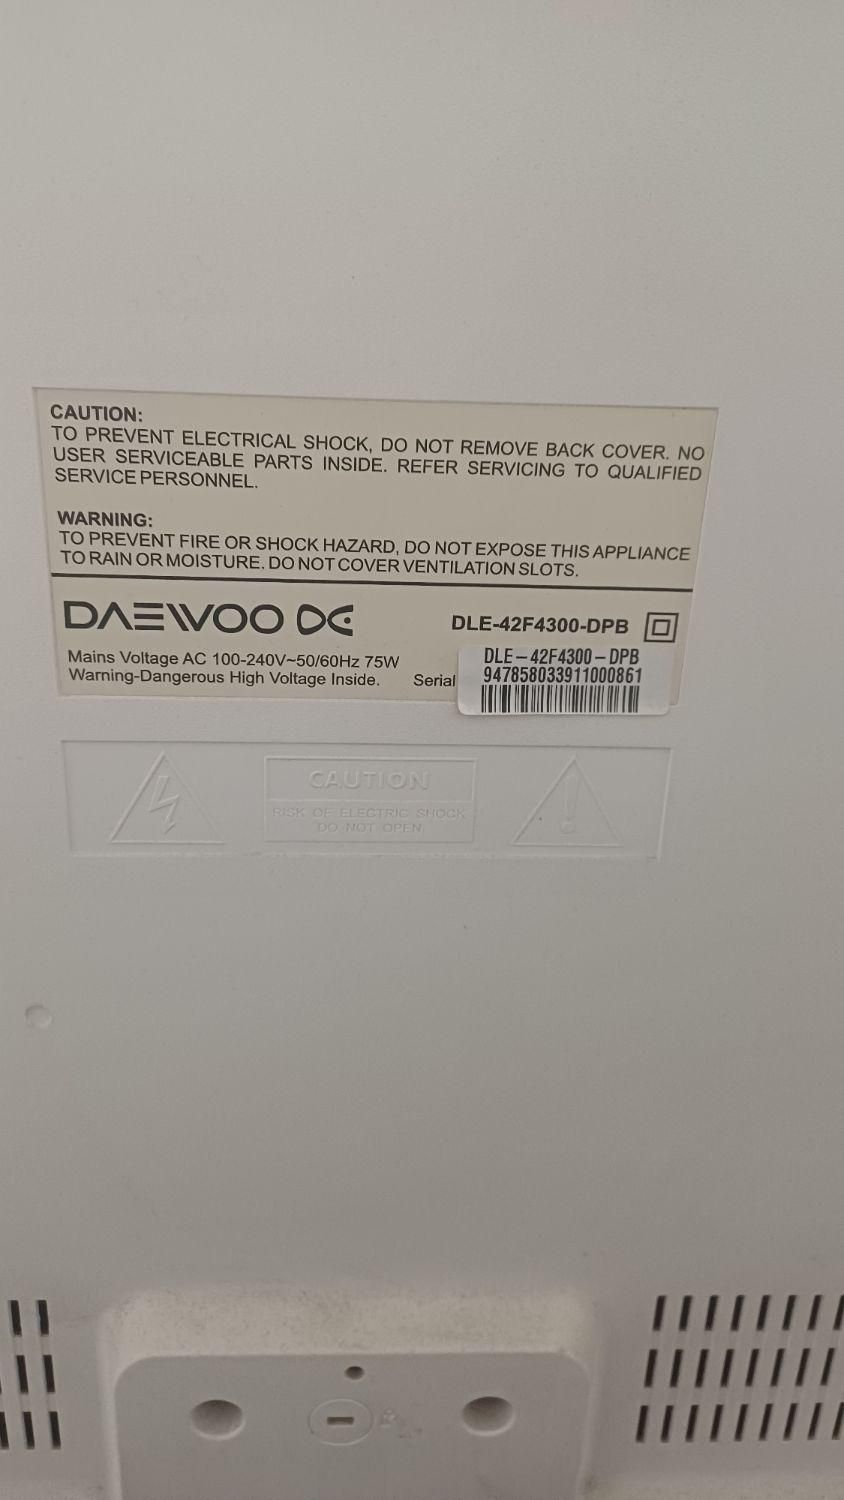 CAUTION:
TO PREVENT ELECTRICAL SHOCK, DO NOT REMOVE BACK COVER. NO
USER SERVICEABLE PARTS INSIDE. REFER SERVICING TO QUALIFIED
SERVICE PERSONNEL.
WARNING:
TO PREVENT FIRE OR SHOCK HAZARD, DO NOT EXPOSE THIS APPLIANCE
TO RAIN OR MOISTURE. DO NOT COVER VENTILATION SLOTS.
DAEWOO
DLE-42F4300-DPB
Mains Voltage AC 100-240V~50/60Hz 75W
Warning-Dangerous High Voltage Inside.
Serial
DLE-42F4300-DPB
947858033911000861
CAUTION
RISK OF ELECTRIC SHOCK
DO NOT OPEN